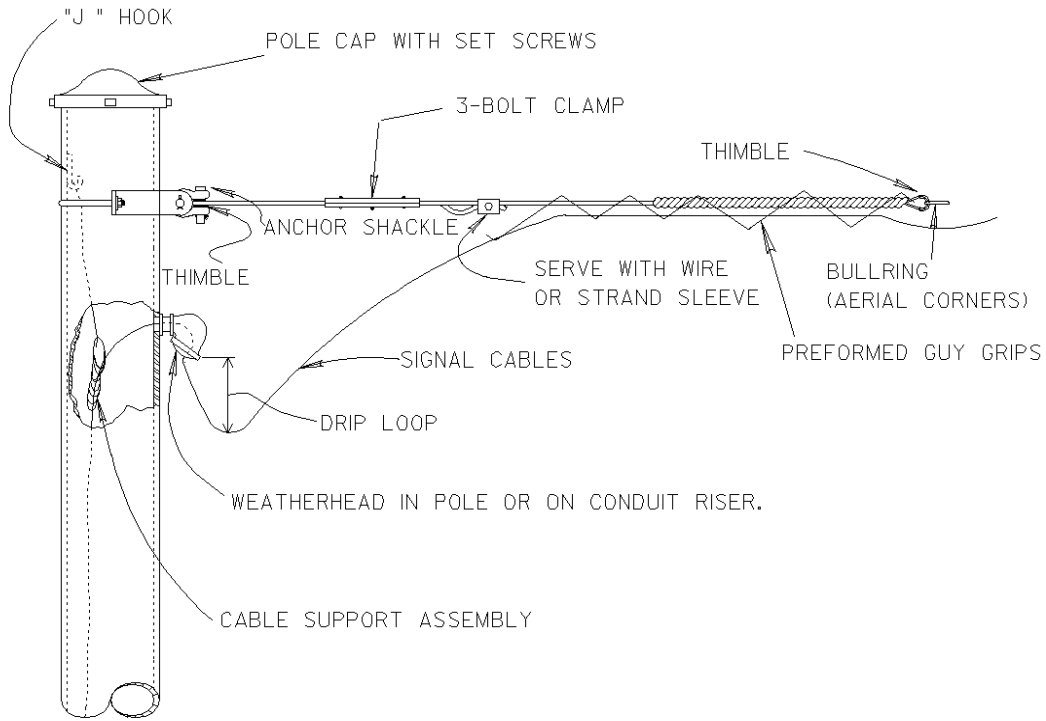 "J " HOOK
POLE CAP WITH SET SCREWS
3-BOLT CLAMP
THIMBLE
ANCHOR SHACKLE
THIMBLE
SERVE WITH WIRE
OR STRAND SLEEVE
BULLRING
(AERIAL CORNERS)
PREFORMED GUY GRIPS
SIGNAL CABLES
DRIP LOOP
WEATHERHEAD IN POLE OR ON CONDUIT RISER.
CABLE SUPPORT ASSEMBLY